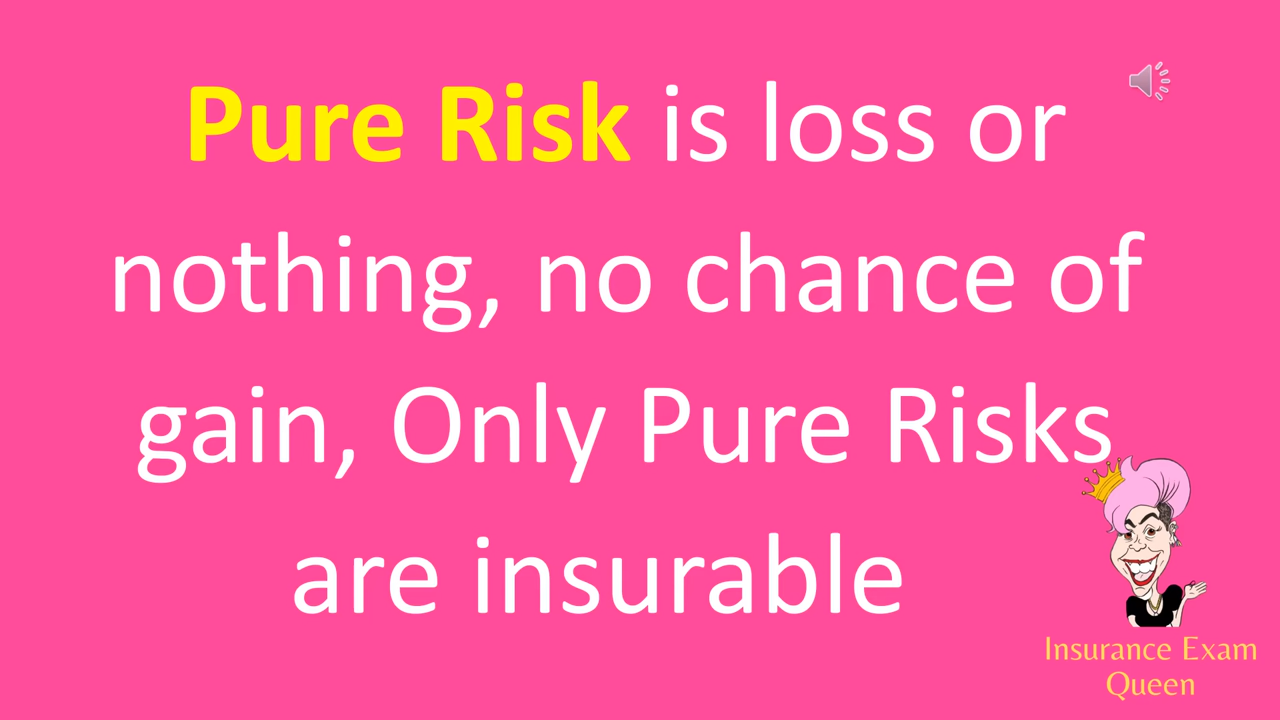 Pure Risk is loss or
nothing, no chance of
gain, Only Pure Risks
are insurable
Insurance Exam
Queen